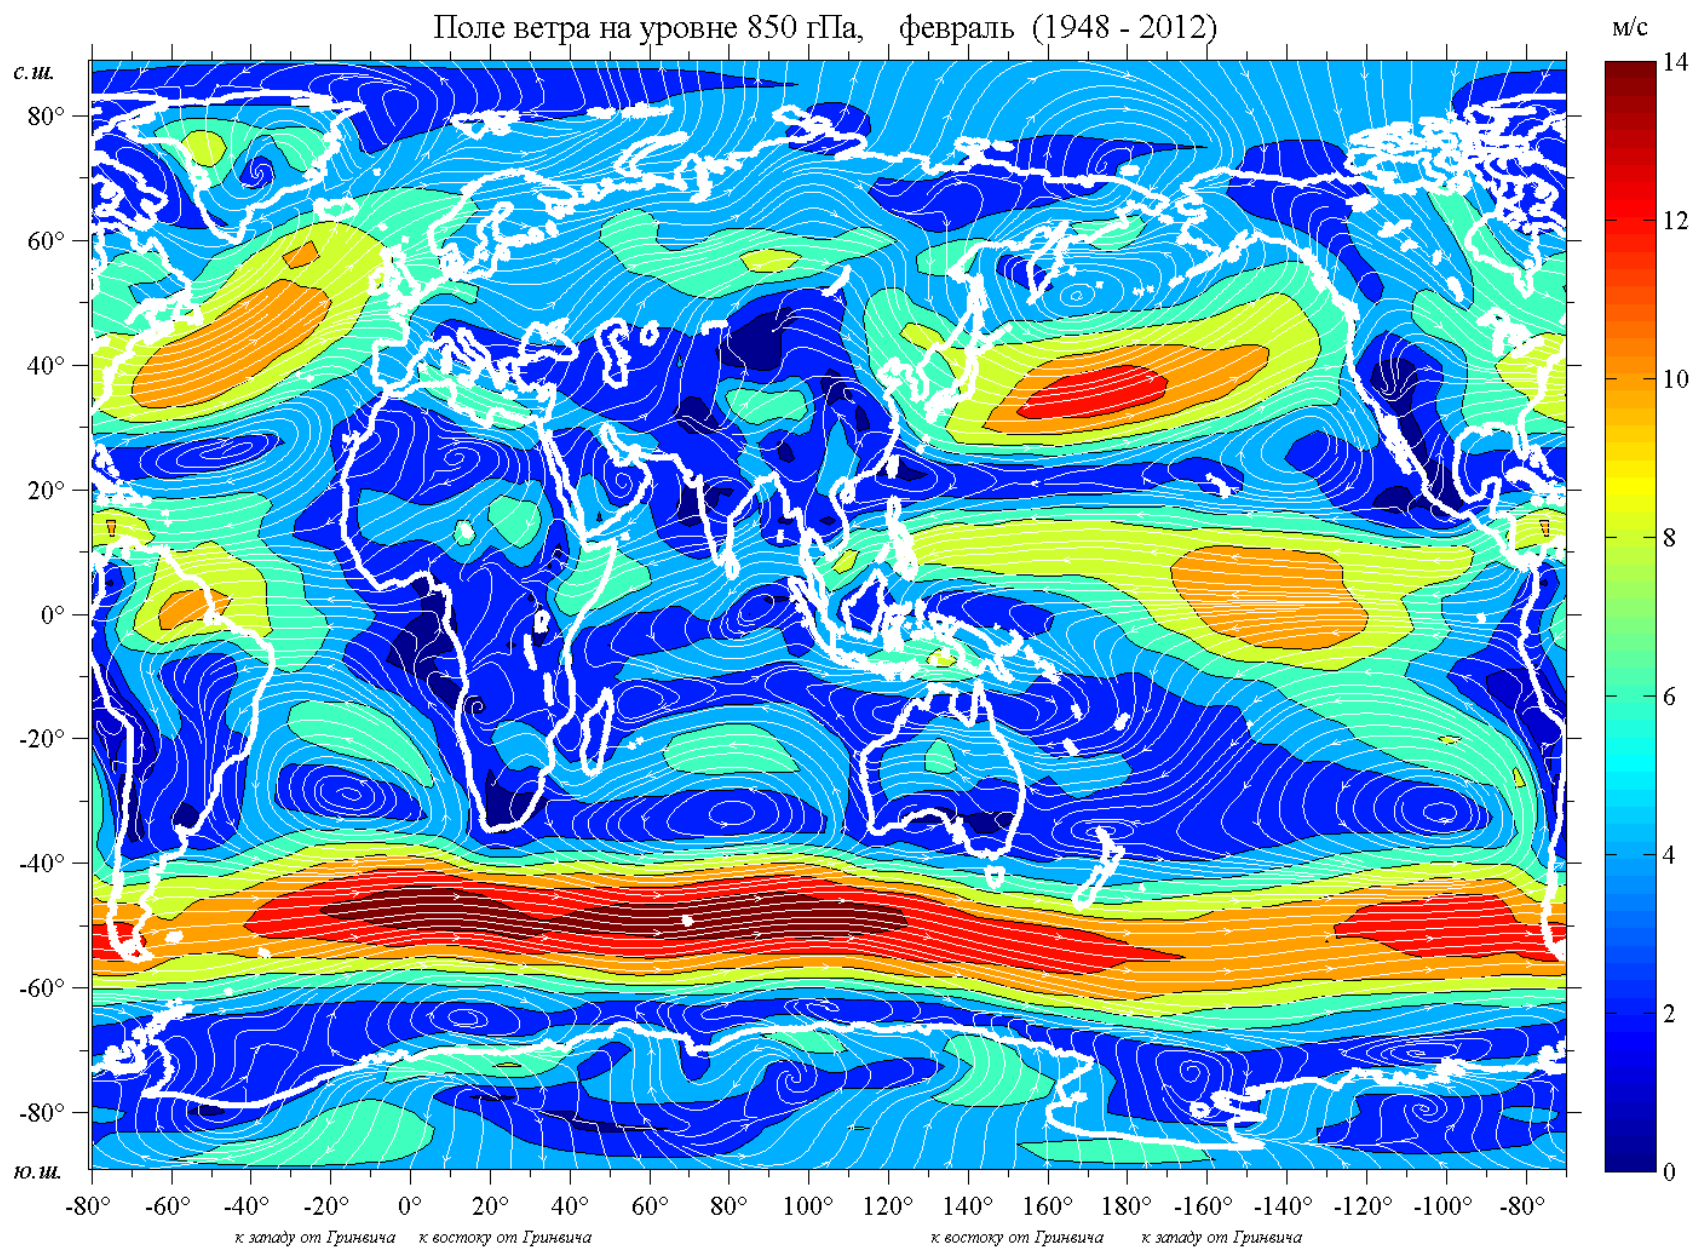 Поле ветра на уровне 850 гПа, февраль (1948 - 2012)
м/с
с.ш.
80°
60°
40°
20°
0°
-20°
-40°
-60°
-80°
ю.ш.
-80° -60° -40° -20° 0° 20° 40° 60° 80° 100° 120° 140° 160° 180° -160° -140° -120° -100° -80°
к западу от Гринвича к востоку от Гринвича к востоку от Гринвича к западу от Гринвича
14
12
10
8
6
4
2
0